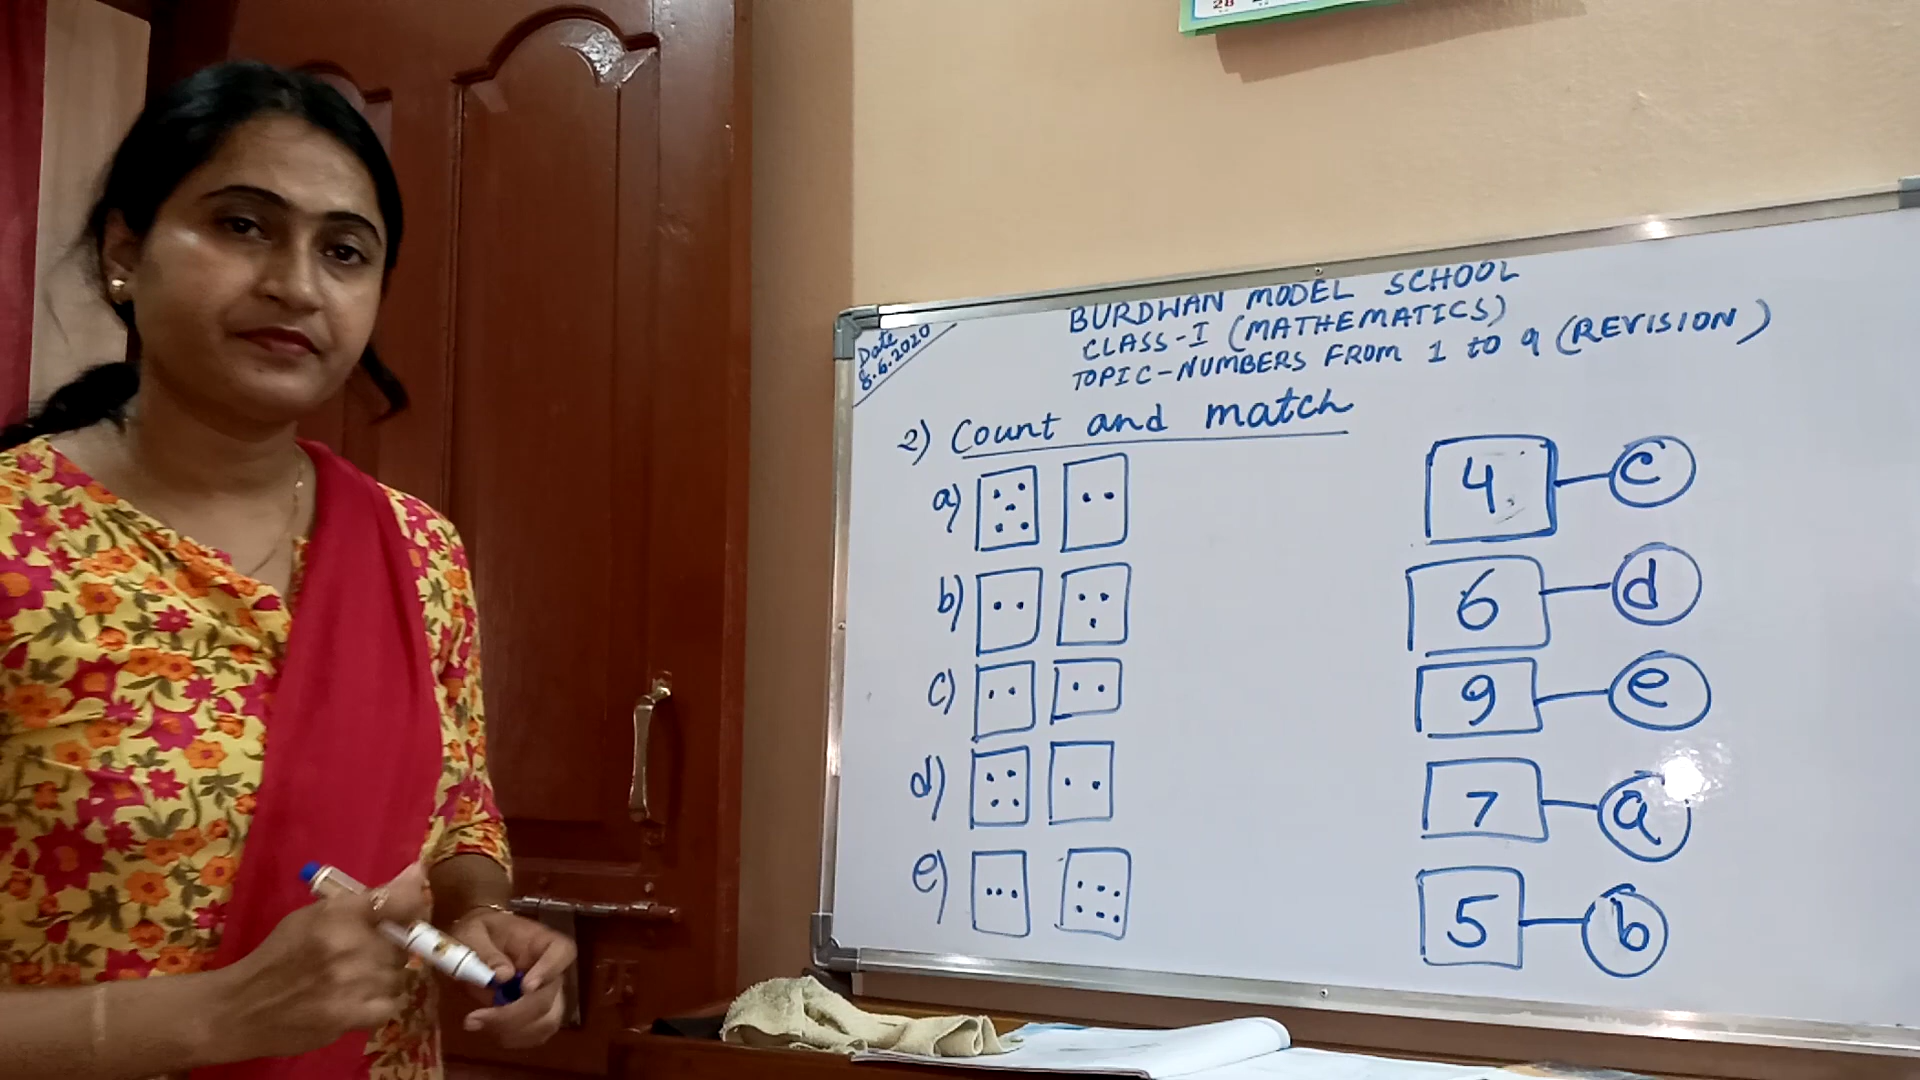 28
Date
8.6.2020
BURDWAN MODEL SCHOOL
CLASS-I (MATHEMATICS)
TOPIC-NUMBERS FROM 1 to 9 (REVISION)
2) Count and match
a)
4 c
b)
6 d
c)
9 e
d)
7 a
e)
5 b